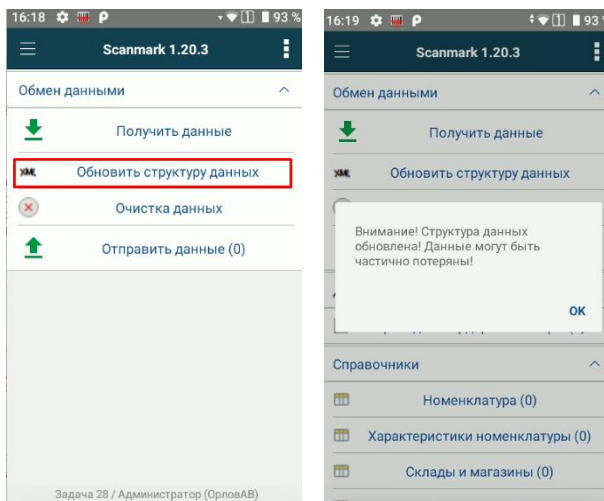 16:18 93 %
Scanmark 1.20.3
Обмен данными
Получить данные
XML Обновить структуру данных
Очистка данных
Отправить данные (0)
Задача 28 / Администратор (ОрловАВ)
16:19 93
Scanmark 1.20.3
Обмен данными
Получить данные
XML Обновить структуру данных
Внимание! Структура данных
обновлена! Данные могут быть
частично потеряны!
ОК
Справочники
Номенклатура (0)
Характеристики номенклатуры (0)
Склады и магазины (0)